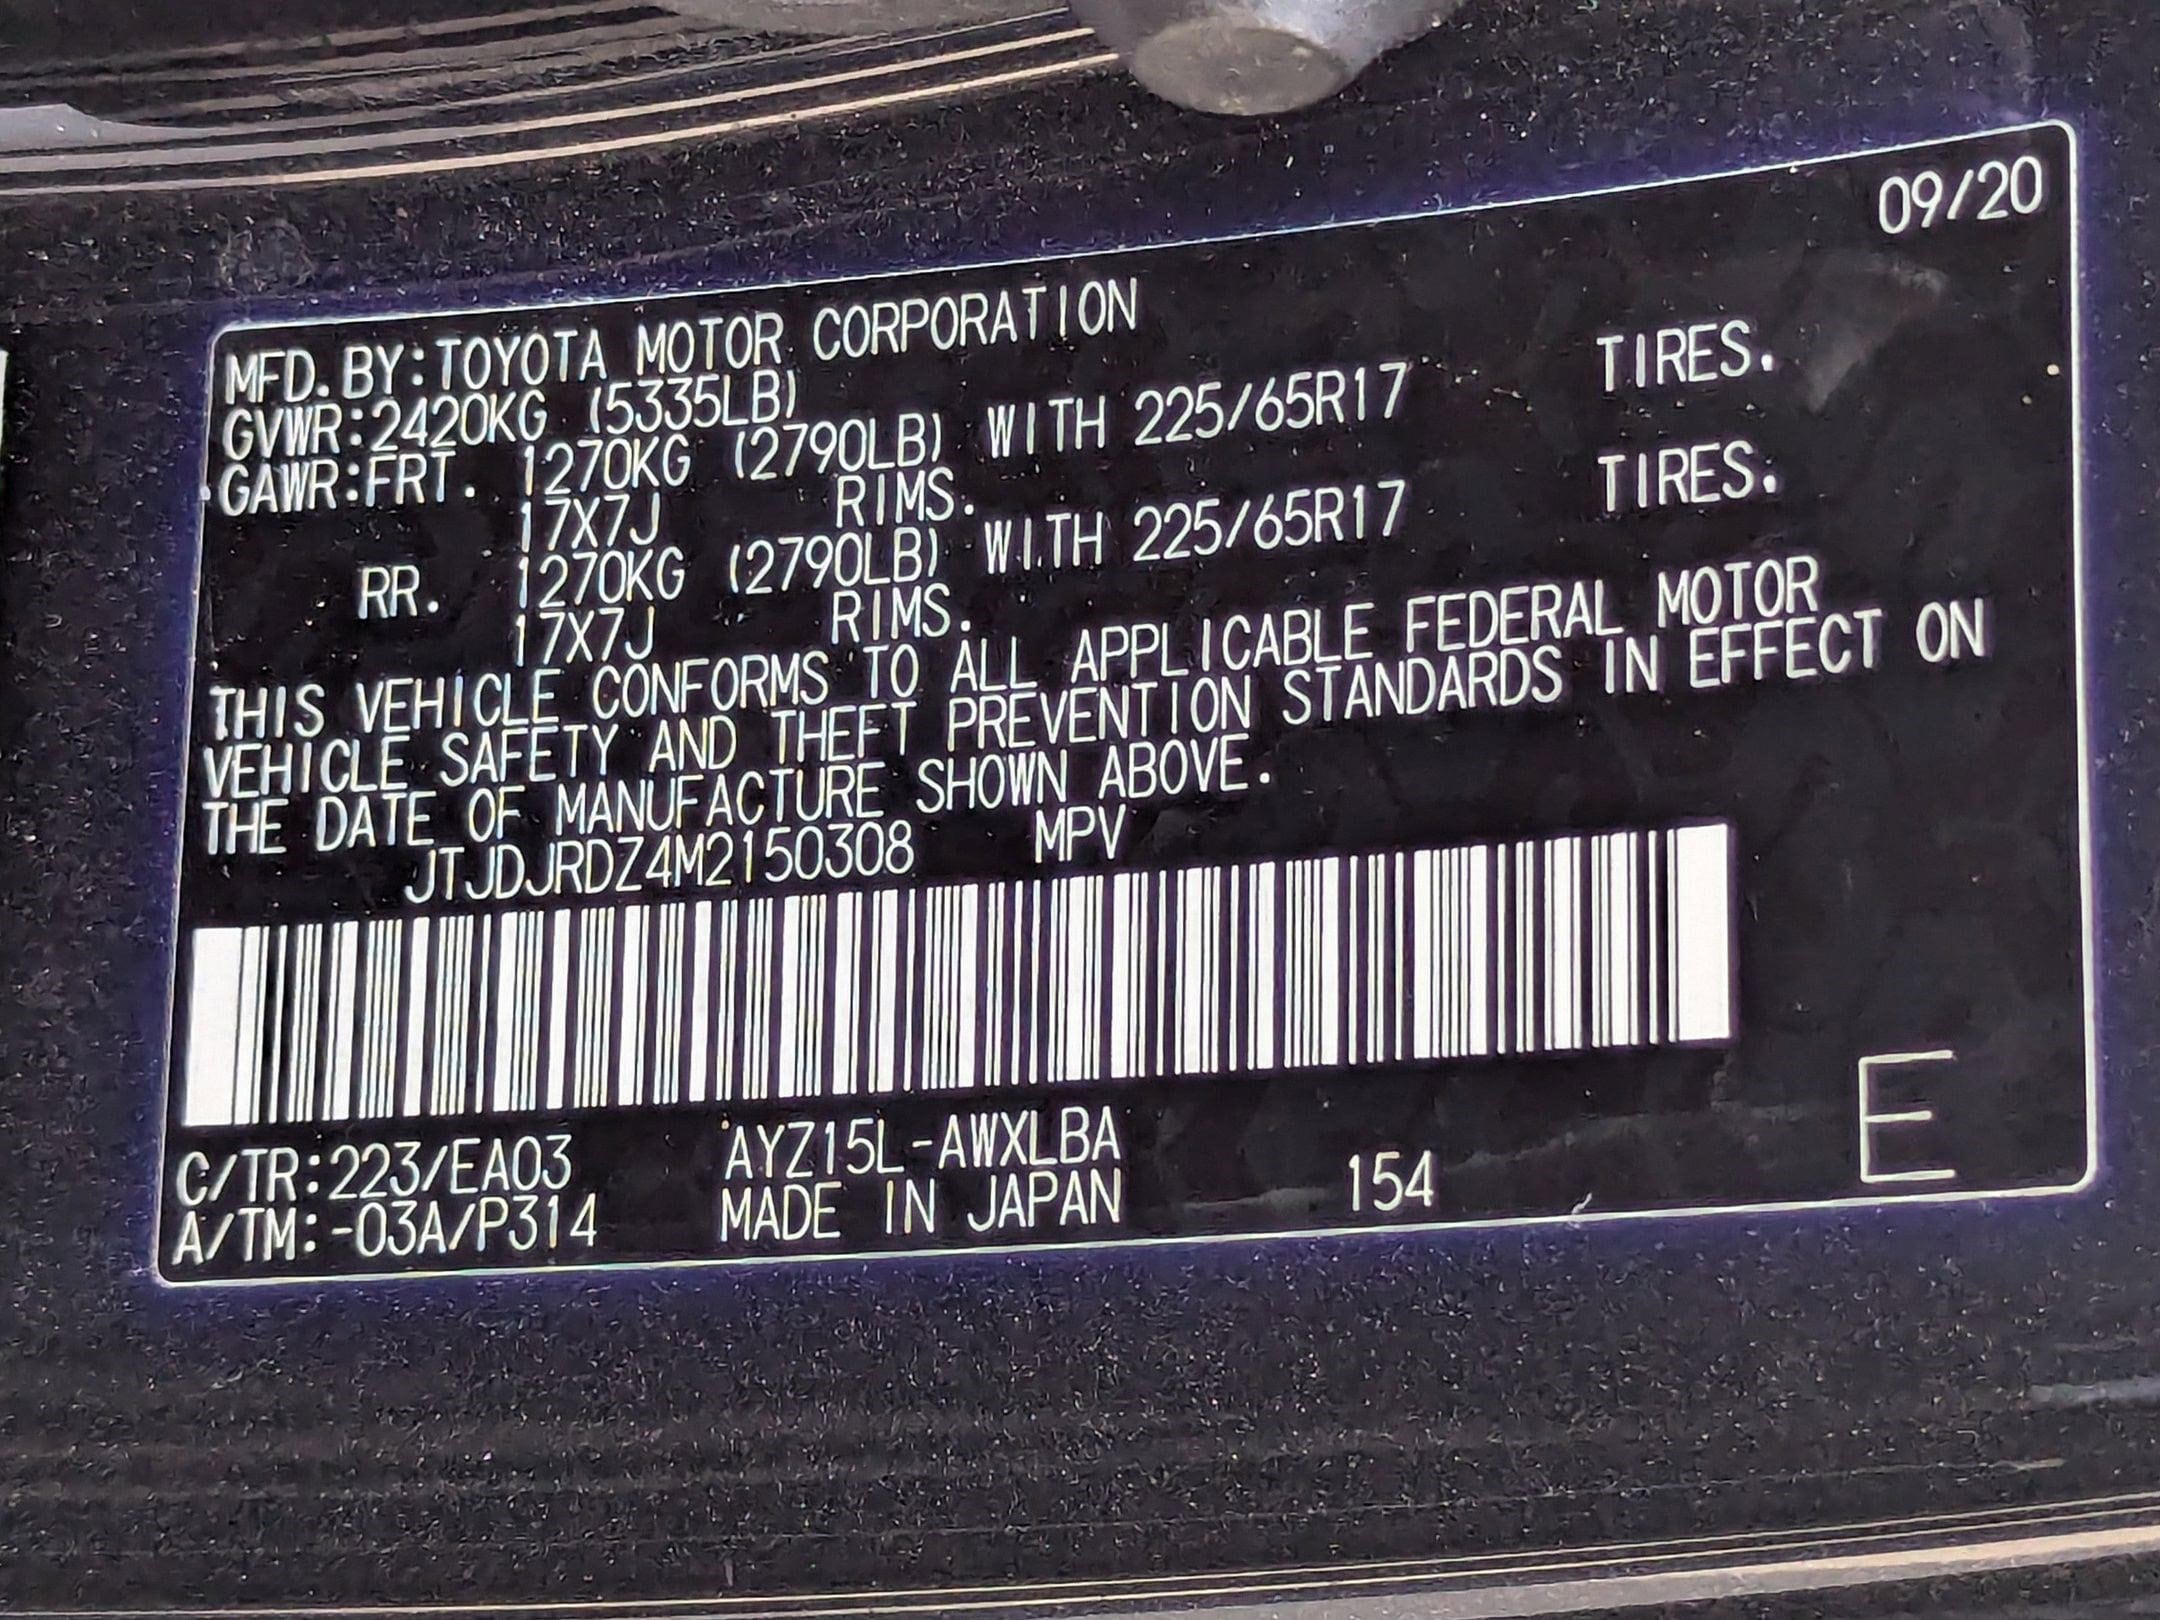 09/20
MFD.BY:TOYOTA MOTOR CORPORATION
GVWR:2420KG (5335LB)
GAWR:FRT. 1270KG (2790LB) WITH 225/65R17 TIRES.
17X7J RIMS.
RR. 1270KG (2790LB) WITH 225/65R17 TIRES.
17X7J RIMS.
THIS VEHICLE CONFORMS TO ALL APPLICABLE FEDERAL MOTOR
VEHICLE SAFETY AND THEFT PREVENTION STANDARDS IN EFFECT ON
THE DATE OF MANUFACTURE SHOWN ABOVE.
JTJDJRDZ4M2150308 MPV
C/TR:223/EA03 AYZ15L-AWXLBA
A/TM:-03A/P314 MADE IN JAPAN 154 E